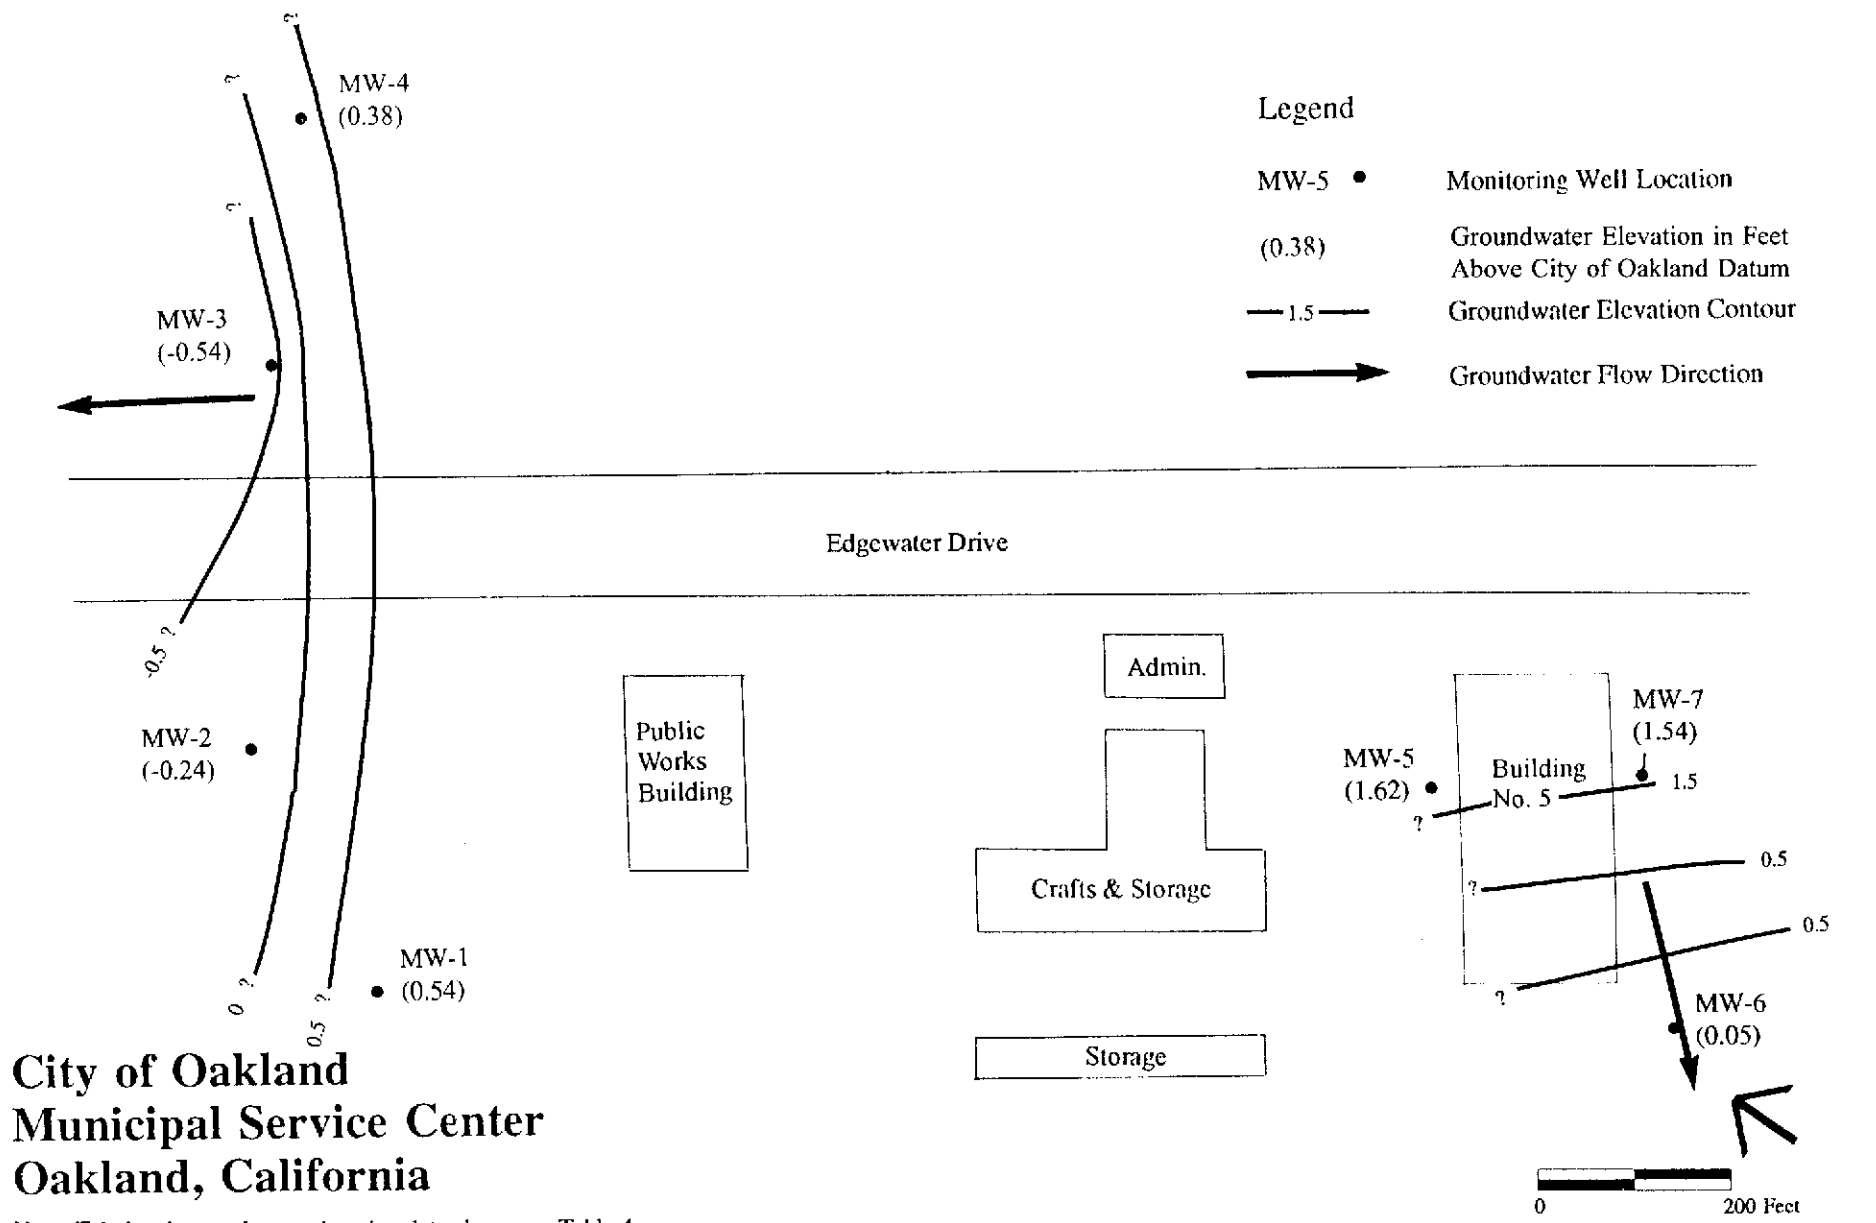 ?
MW-4
(0.38)
?
?
MW-3
(-0.54)
Legend
MW-5
Monitoring Well Location
(0.38)
Groundwater Elevation in Feet
Above City of Oakland Datum
1.5
Groundwater Elevation Contour
Groundwater Flow Direction
Edgewater Drive
-0.5 ?
MW-2
(-0.24)
Public
Works
Building
Admin.
Crafts & Storage
Storage
MW-5
(1.62)
Building
No. 5
MW-7
(1.54)
? 1.5
? 0.5
? 0.5
MW-6
(0.05)
MW-1
(0.54)
0 ?
0.5 ?
City of Oakland
Municipal Service Center
Oakland, California
0 200 Feet